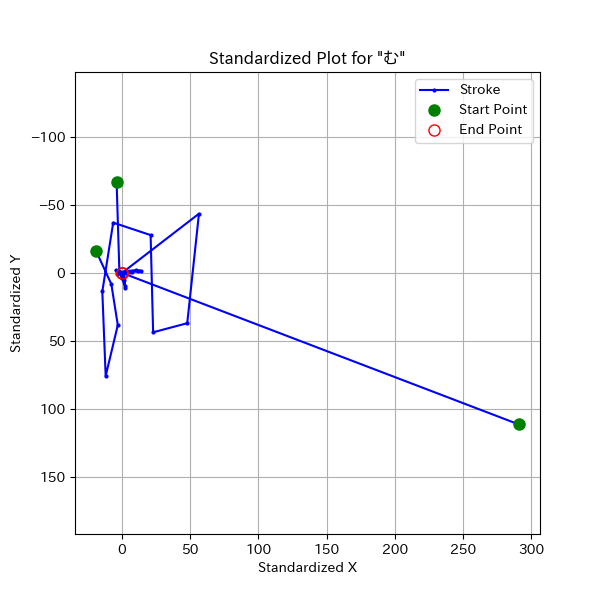 Standardized Plot for "む"
Stroke
Start Point
End Point
−100
−50
0
50
100
150
Standardized Y
0
50
100
150
200
250
300
Standardized X